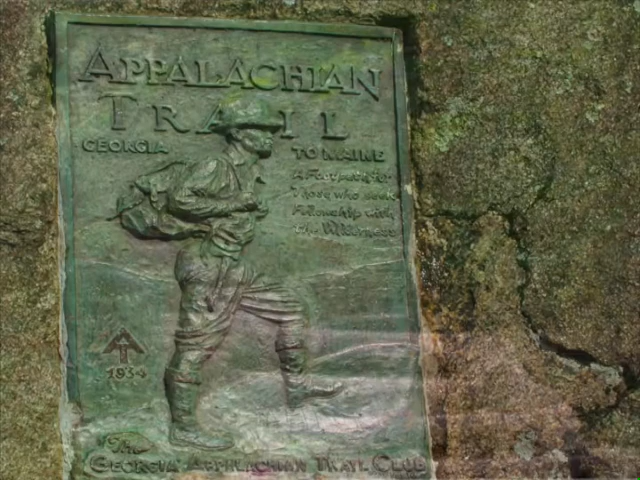 APPALACHIAN
TRAIL
GEORGIA TO MAINE
A Footpath for
Those who seek
Fellowship with
the Wilderness
1934
The
GEORGIA APPALACHIAN TRAIL CLUB